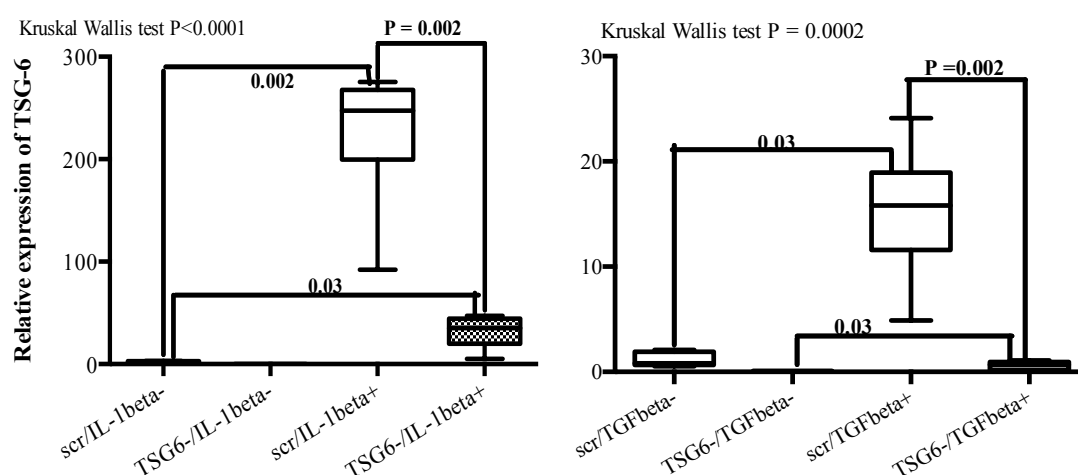 Kruskal Wallis test P<0.0001
P = 0.002
300
0.002
200
100
0.03
0
Relative expression of TSG-6
scr/IL-1beta-
TSG6-/IL-1beta-
scr/IL-1beta+
TSG6-/IL-1beta+
Kruskal Wallis test P = 0.0002
30
P =0.002
20
0.03
10
0.03
0
scr/TGFbeta-
TSG6-/TGFbeta-
scr/TGFbeta+
TSG6-/TGFbeta+